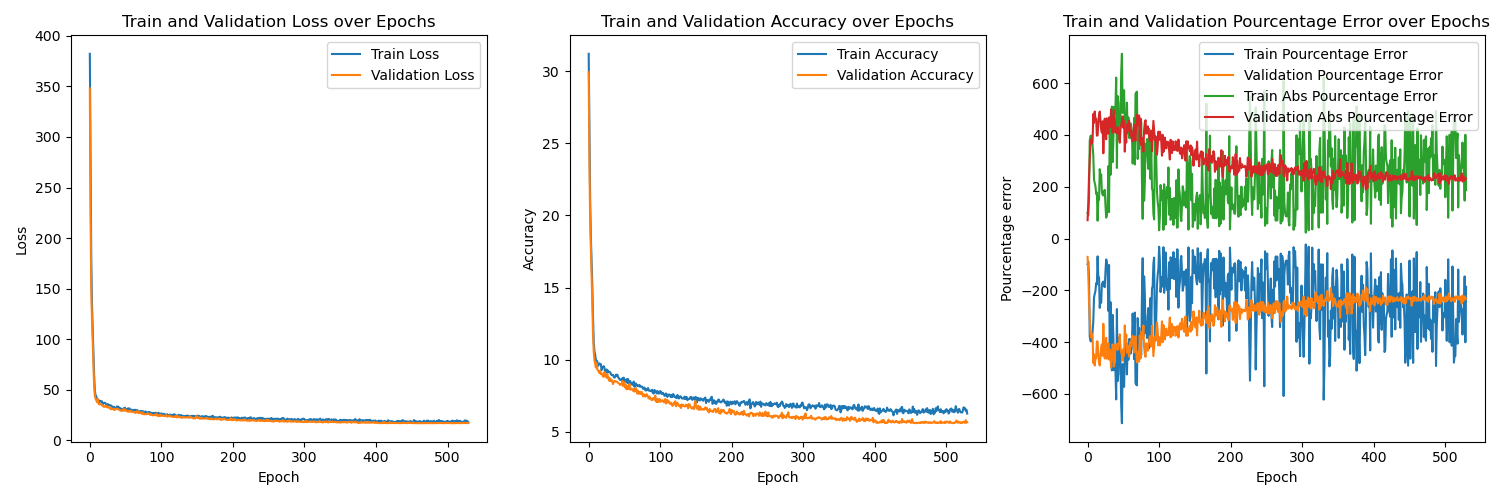 Train and Validation Loss over Epochs
400
350
300
250
200
150
100
50
0
Loss
0 100 200 300 400 500
Epoch
Train Loss
Validation Loss
Train and Validation Accuracy over Epochs
30
25
20
15
10
5
Accuracy
0 100 200 300 400 500
Epoch
Train Accuracy
Validation Accuracy
Train and Validation Pourcentage Error over Epochs
600
400
200
0
−200
−400
−600
Pourcentage error
0 100 200 300 400 500
Epoch
Train Pourcentage Error
Validation Pourcentage Error
Train Abs Pourcentage Error
Validation Abs Pourcentage Error